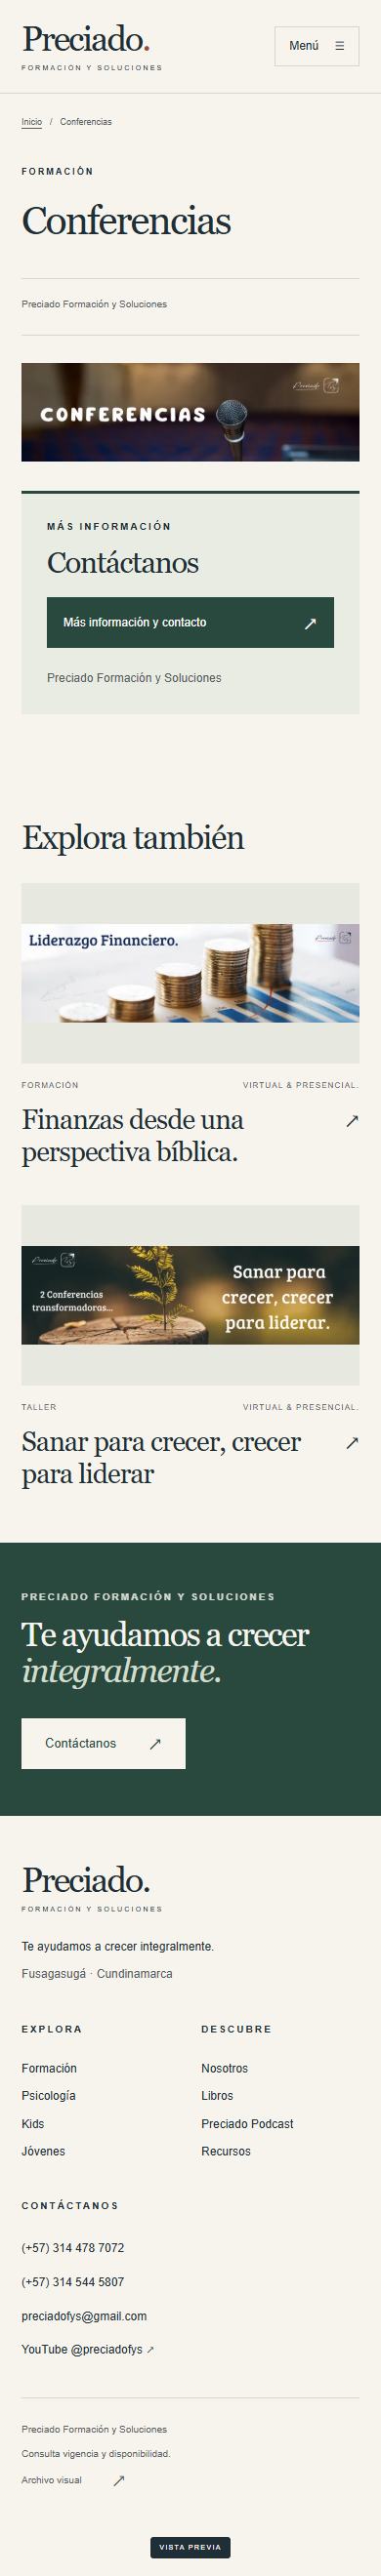 Preciado.
FORMACIÓN Y SOLUCIONES
Menú
Inicio / Conferencias
FORMACIÓN
Conferencias
Preciado Formación y Soluciones
CONFERENCIAS
Preciado
MÁS INFORMACIÓN
Contáctanos
Más información y contacto
Preciado Formación y Soluciones
Explora también
Liderazgo Financiero.
Preciado
FORMACIÓN
VIRTUAL & PRESENCIAL.
Finanzas desde una
perspectiva bíblica.
Preciado
2 Conferencias
transformadoras...
Sanar para
crecer, crecer
para liderar.
TALLER
VIRTUAL & PRESENCIAL.
Sanar para crecer, crecer
para liderar
PRECIADO FORMACIÓN Y SOLUCIONES
Te ayudamos a crecer
integralmente.
Contáctanos
Preciado.
FORMACIÓN Y SOLUCIONES
Te ayudamos a crecer integralmente.
Fusagasugá · Cundinamarca
EXPLORA
Formación
Psicología
Kids
Jóvenes
DESCUBRE
Nosotros
Libros
Preciado Podcast
Recursos
CONTÁCTANOS
(+57) 314 478 7072
(+57) 314 544 5807
preciadofys@gmail.com
YouTube @preciadofys ↗
Preciado Formación y Soluciones
Consulta vigencia y disponibilidad.
Archivo visual
VISTA PREVIA